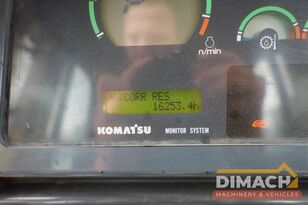 n/min
CORR RES
16253.4h
KOMATSU MONITOR SYSTEM
DIMACH
MACHINERY & VEHICLES